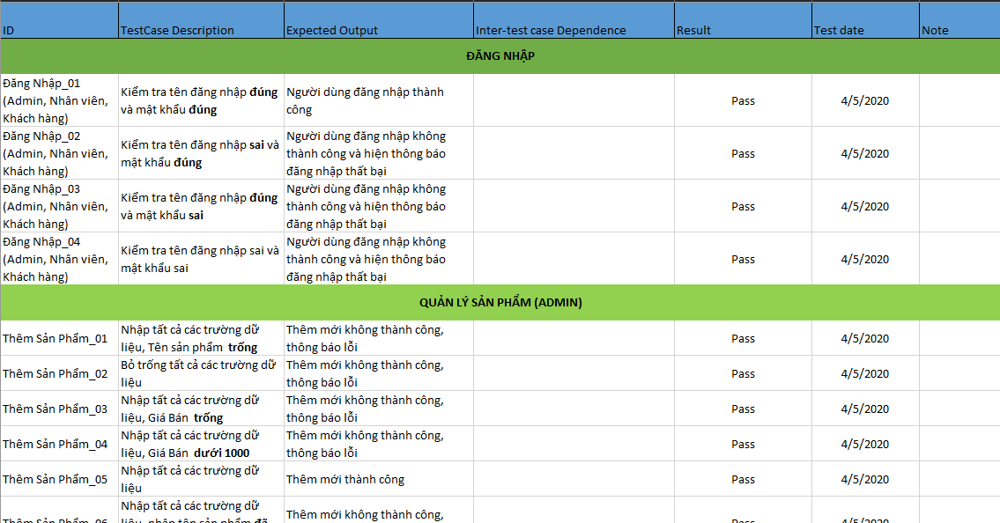 ID TestCase Description Expected Output Inter-test case Dependence Result Test date Note
ĐĂNG NHẬP
Đăng Nhập_01
(Admin, Nhân viên,
Khách hàng)
Kiểm tra tên đăng nhập đúng
và mật khẩu đúng
Người dùng đăng nhập thành
công
Pass
4/5/2020
Đăng Nhập_02
(Admin, Nhân viên,
Khách hàng)
Kiểm tra tên đăng nhập sai và
mật khẩu đúng
Người dùng đăng nhập không
thành công và hiện thông báo
đăng nhập thất bại
Pass
4/5/2020
Đăng Nhập_03
(Admin, Nhân viên,
Khách hàng)
Kiểm tra tên đăng nhập đúng
và mật khẩu sai
Người dùng đăng nhập không
thành công và hiện thông báo
đăng nhập thất bại
Pass
4/5/2020
Đăng Nhập_04
(Admin, Nhân viên,
Khách hàng)
Kiểm tra tên đăng nhập sai và
mật khẩu sai
Người dùng đăng nhập không
thành công và hiện thông báo
đăng nhập thất bại
Pass
4/5/2020
QUẢN LÝ SẢN PHẨM (ADMIN)
Thêm Sản Phẩm_01
Nhập tất cả các trường dữ
liệu, Tên sản phẩm trống
Thêm mới không thành công,
thông báo lỗi
Pass
4/5/2020
Thêm Sản Phẩm_02
Bỏ trống tất cả các trường dữ
liệu
Thêm mới không thành công,
thông báo lỗi
Pass
4/5/2020
Thêm Sản Phẩm_03
Nhập tất cả các trường dữ
liệu, Giá Bán trống
Thêm mới không thành công,
thông báo lỗi
Pass
4/5/2020
Thêm Sản Phẩm_04
Nhập tất cả các trường dữ
liệu, Giá Bán dưới 1000
Thêm mới không thành công,
thông báo lỗi
Pass
4/5/2020
Thêm Sản Phẩm_05
Nhập tất cả các trường dữ
liệu
Thêm mới thành công
Pass
4/5/2020
Thêm Sản Phẩm_06
Nhập tất cả các trường dữ
liệu, nhập tên sản phẩm đã
Thêm mới không thành công,
Pass
4/5/2020